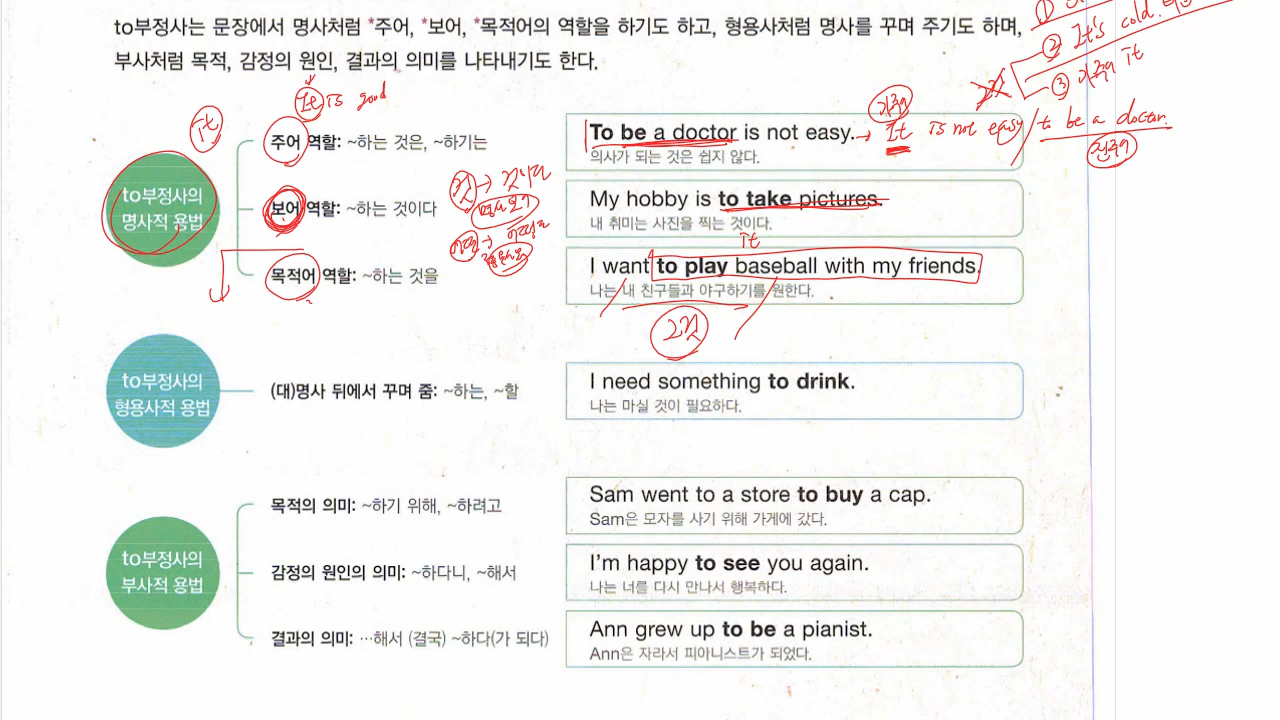 to부정사는 문장에서 명사처럼 *주어, *보어, *목적어의 역할을 하기도 하고, 형용사처럼 명사를 꾸며 주기도 하며,
부사처럼 목적, 감정의 원인, 결과의 의미를 나타내기도 한다.
② It's cold.
③ 가주어 It
It is good
It
to부정사의
명사적 용법
주어 역할: ~하는 것은, ~하기는
To be a doctor is not easy. → It is not easy / to be a doctor.
가주어
진주어
의사가 되는 것은 쉽지 않다.
보어 역할: ~하는 것이다
것 → 것이다
명사보어
My hobby is to take pictures.
내 취미는 사진을 찍는 것이다.
It
목적어 역할: ~하는 것을
I want to play baseball with my friends.
나는 내 친구들과 야구하기를 원한다.
그것
to부정사의
형용사적 용법
(대)명사 뒤에서 꾸며 줌: ~하는, ~할
I need something to drink.
나는 마실 것이 필요하다.
to부정사의
부사적 용법
목적의 의미: ~하기 위해, ~하려고
Sam went to a store to buy a cap.
Sam은 모자를 사기 위해 가게에 갔다.
감정의 원인의 의미: ~하다니, ~해서
I'm happy to see you again.
나는 너를 다시 만나서 행복하다.
결과의 의미: …해서 (결국) ~하다(가 되다)
Ann grew up to be a pianist.
Ann은 자라서 피아니스트가 되었다.